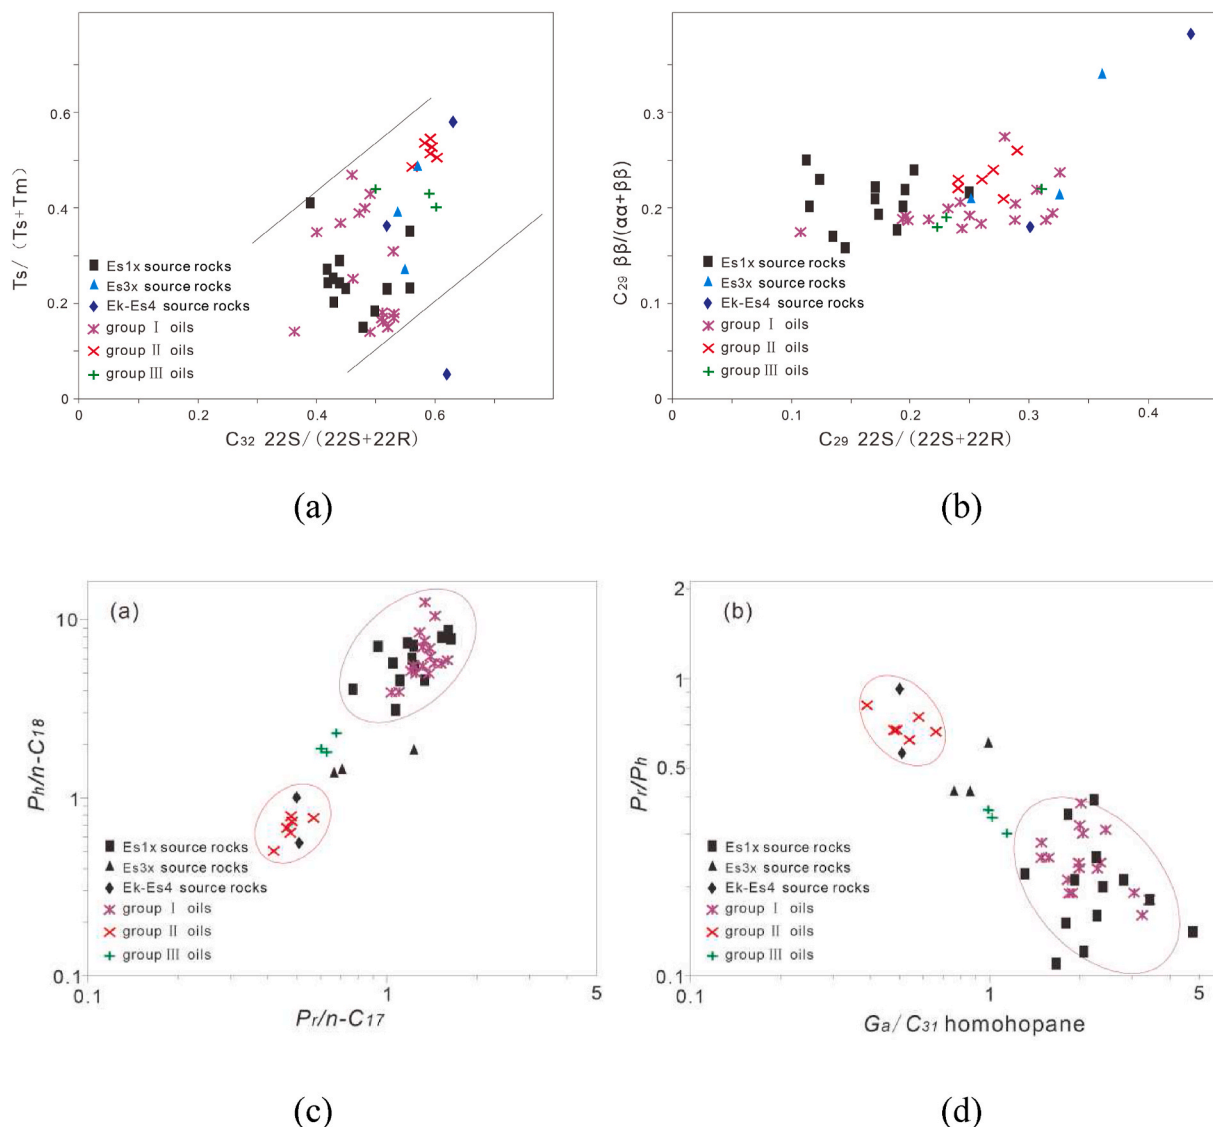 0.6
0.4
0.2
0
0
0.2
0.4
0.6
Ts/（Ts+Tm）
C32 22S/（22S+22R）
Es1x source rocks
Es3x source rocks
Ek-Es4 source rocks
group Ⅰ oils
group Ⅱ oils
group Ⅲ oils
(a)
0.3
0.2
0.1
0
0
0.1
0.2
0.3
0.4
C29 ββ/(αα+ββ)
C29 22S/（22S+22R）
Es1x source rocks
Es3x source rocks
Ek-Es4 source rocks
group Ⅰ oils
group Ⅱ oils
group Ⅲ oils
(b)
(a)
10
1
0.1
0.1
1
5
Ph/n-C18
Pr/n-C17
Es1x source rocks
Es3x source rocks
Ek-Es4 source rocks
group Ⅰ oils
group Ⅱ oils
group Ⅲ oils
(c)
(b)
2
1
0.5
0.1
0.1
1
5
Pr/Ph
Ga/C31 homohopane
Es1x source rocks
Es3x source rocks
Ek-Es4 source rocks
group Ⅰ oils
group Ⅱ oils
group Ⅲ oils
(d)